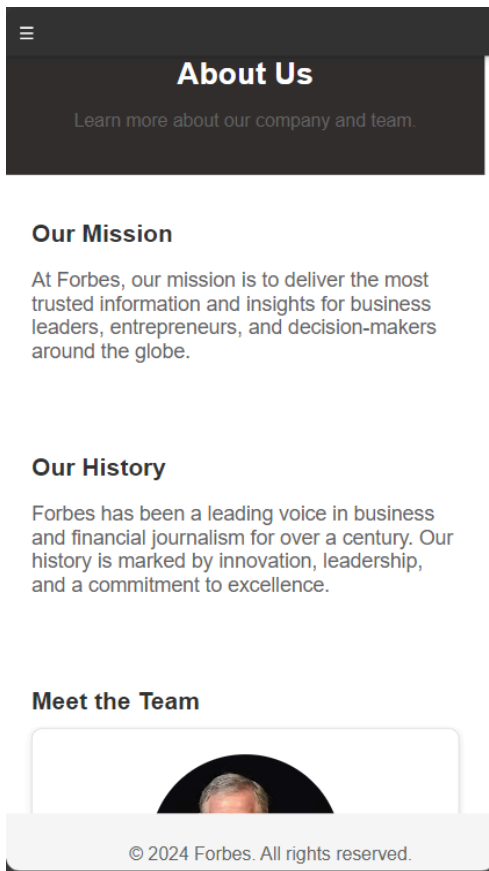 ☰
About Us
Learn more about our company and team.
Our Mission
At Forbes, our mission is to deliver the most
trusted information and insights for business
leaders, entrepreneurs, and decision-makers
around the globe.
Our History
Forbes has been a leading voice in business
and financial journalism for over a century. Our
history is marked by innovation, leadership,
and a commitment to excellence.
Meet the Team
© 2024 Forbes. All rights reserved.